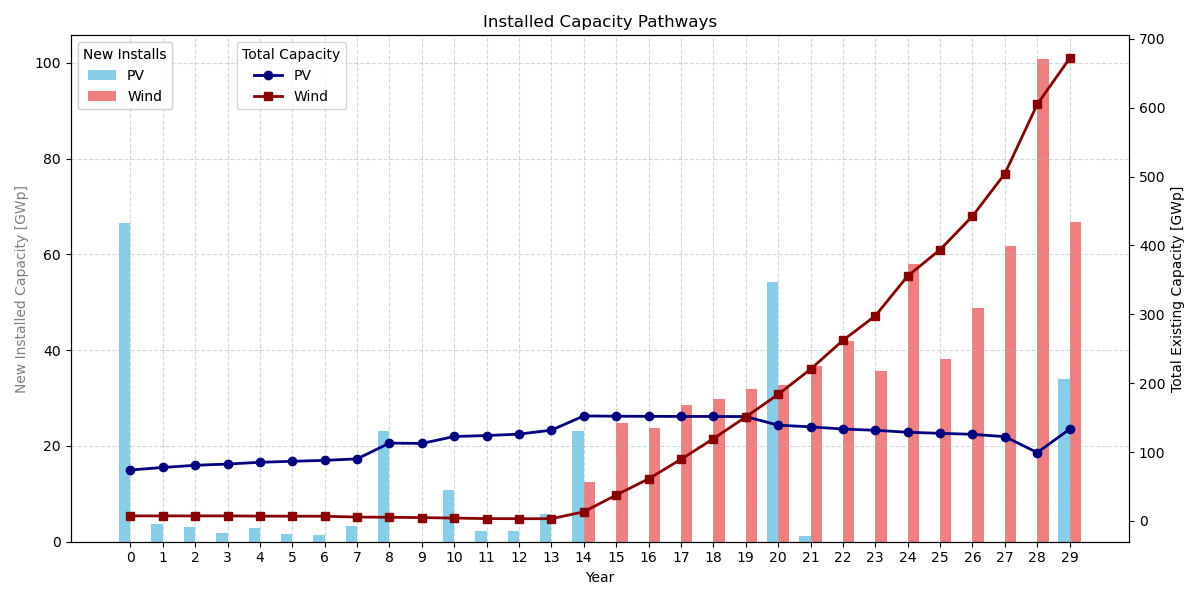 Installed Capacity Pathways
New Installs
PV
Wind
Total Capacity
PV
Wind
New Installed Capacity [GWp]
0
20
40
60
80
100
Total Existing Capacity [GWp]
0
100
200
300
400
500
600
700
0 1 2 3 4 5 6 7 8 9 10 11 12 13 14 15 16 17 18 19 20 21 22 23 24 25 26 27 28 29
Year